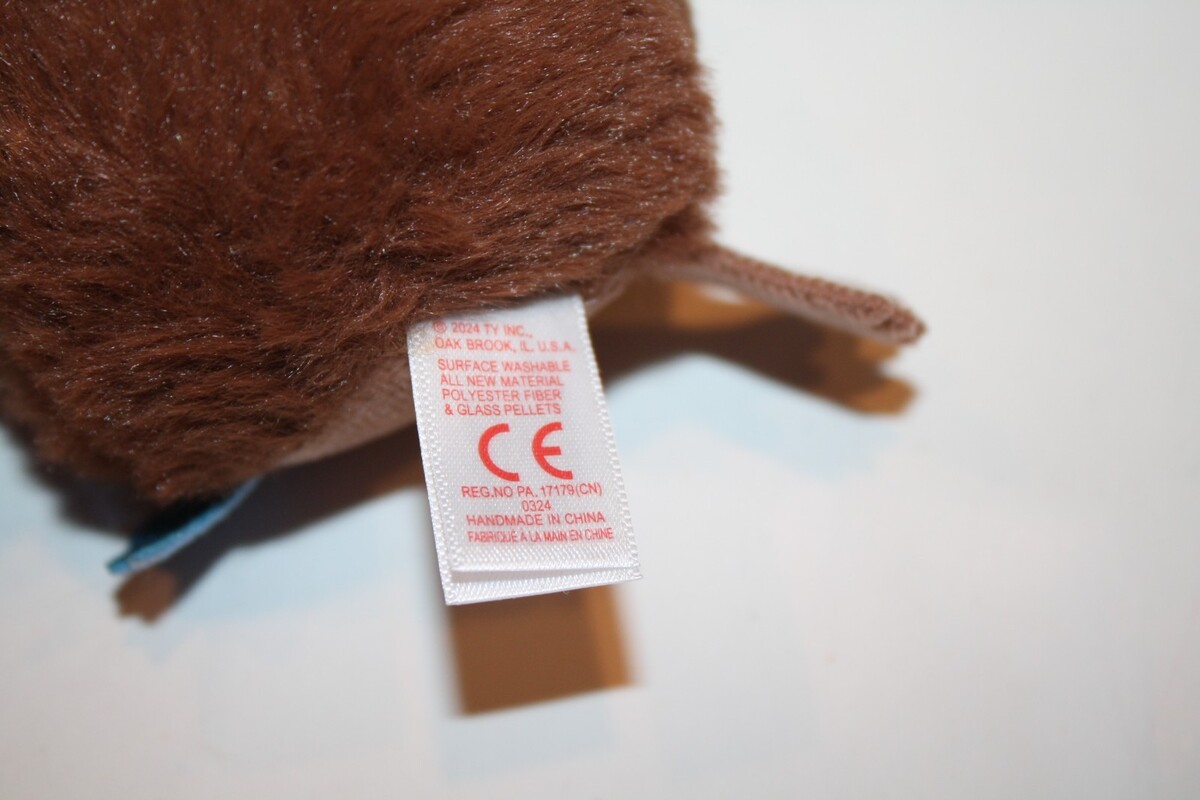 © 2024 TY INC.,
OAK BROOK, IL, U.S.A.
SURFACE WASHABLE
ALL NEW MATERIAL
POLYESTER FIBER
& GLASS PELLETS
CE
REG.NO PA. 17179(CN)
0324
HANDMADE IN CHINA
FABRIQUÉ A LA MAIN EN CHINE